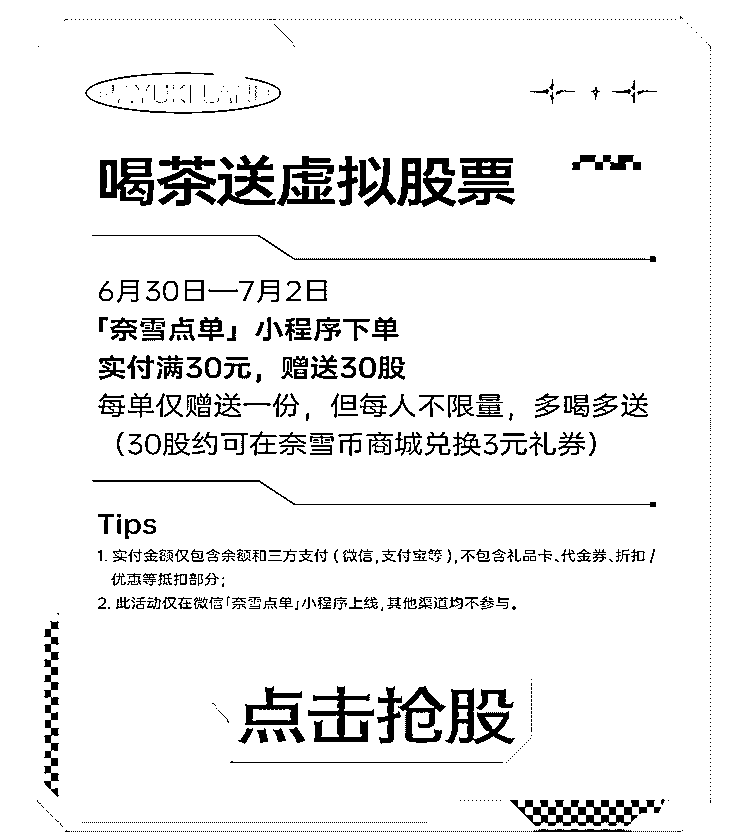 喝茶送虚拟股票
6月30日—7月2日
「奈雪点单」小程序下单
实付满30元，赠送30股
每单仅赠送一份，但每人不限量，多喝多送
（30股约可在奈雪币商城兑换3元礼券）
Tips
1. 实付金额仅包含余额和三方支付（微信,支付宝等）,不包含礼品卡、代金券、折扣/
优惠等抵扣部分；
2. 此活动仅在微信「奈雪点单」小程序上线,其他渠道均不参与。
点击抢股